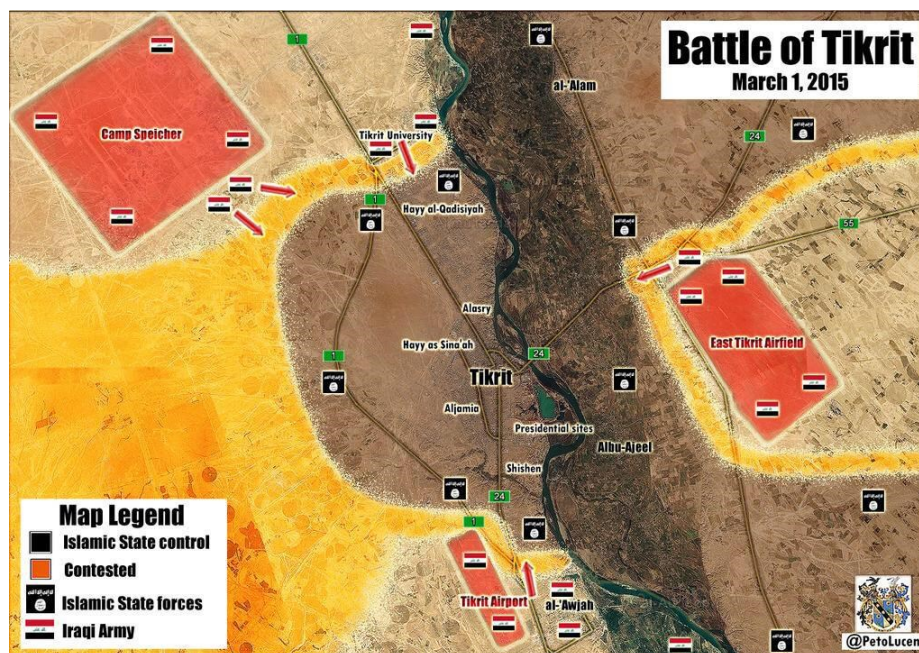 Battle of Tikrit
March 1, 2015
1
al-'Alam
24
Camp Speicher
Tikrit University
1
Hayy al-Qadisiyah
55
Alasry
East Tikrit Airfield
Hayy as Sina'ah
24
1
Tikrit
Aljamia
Presidential sites
Albu-Ajeel
Shishen
24
1
Map Legend
Islamic State control
Contested
Islamic State forces
Iraqi Army
Tikrit Airport
al-'Awjah
@PetoLucem